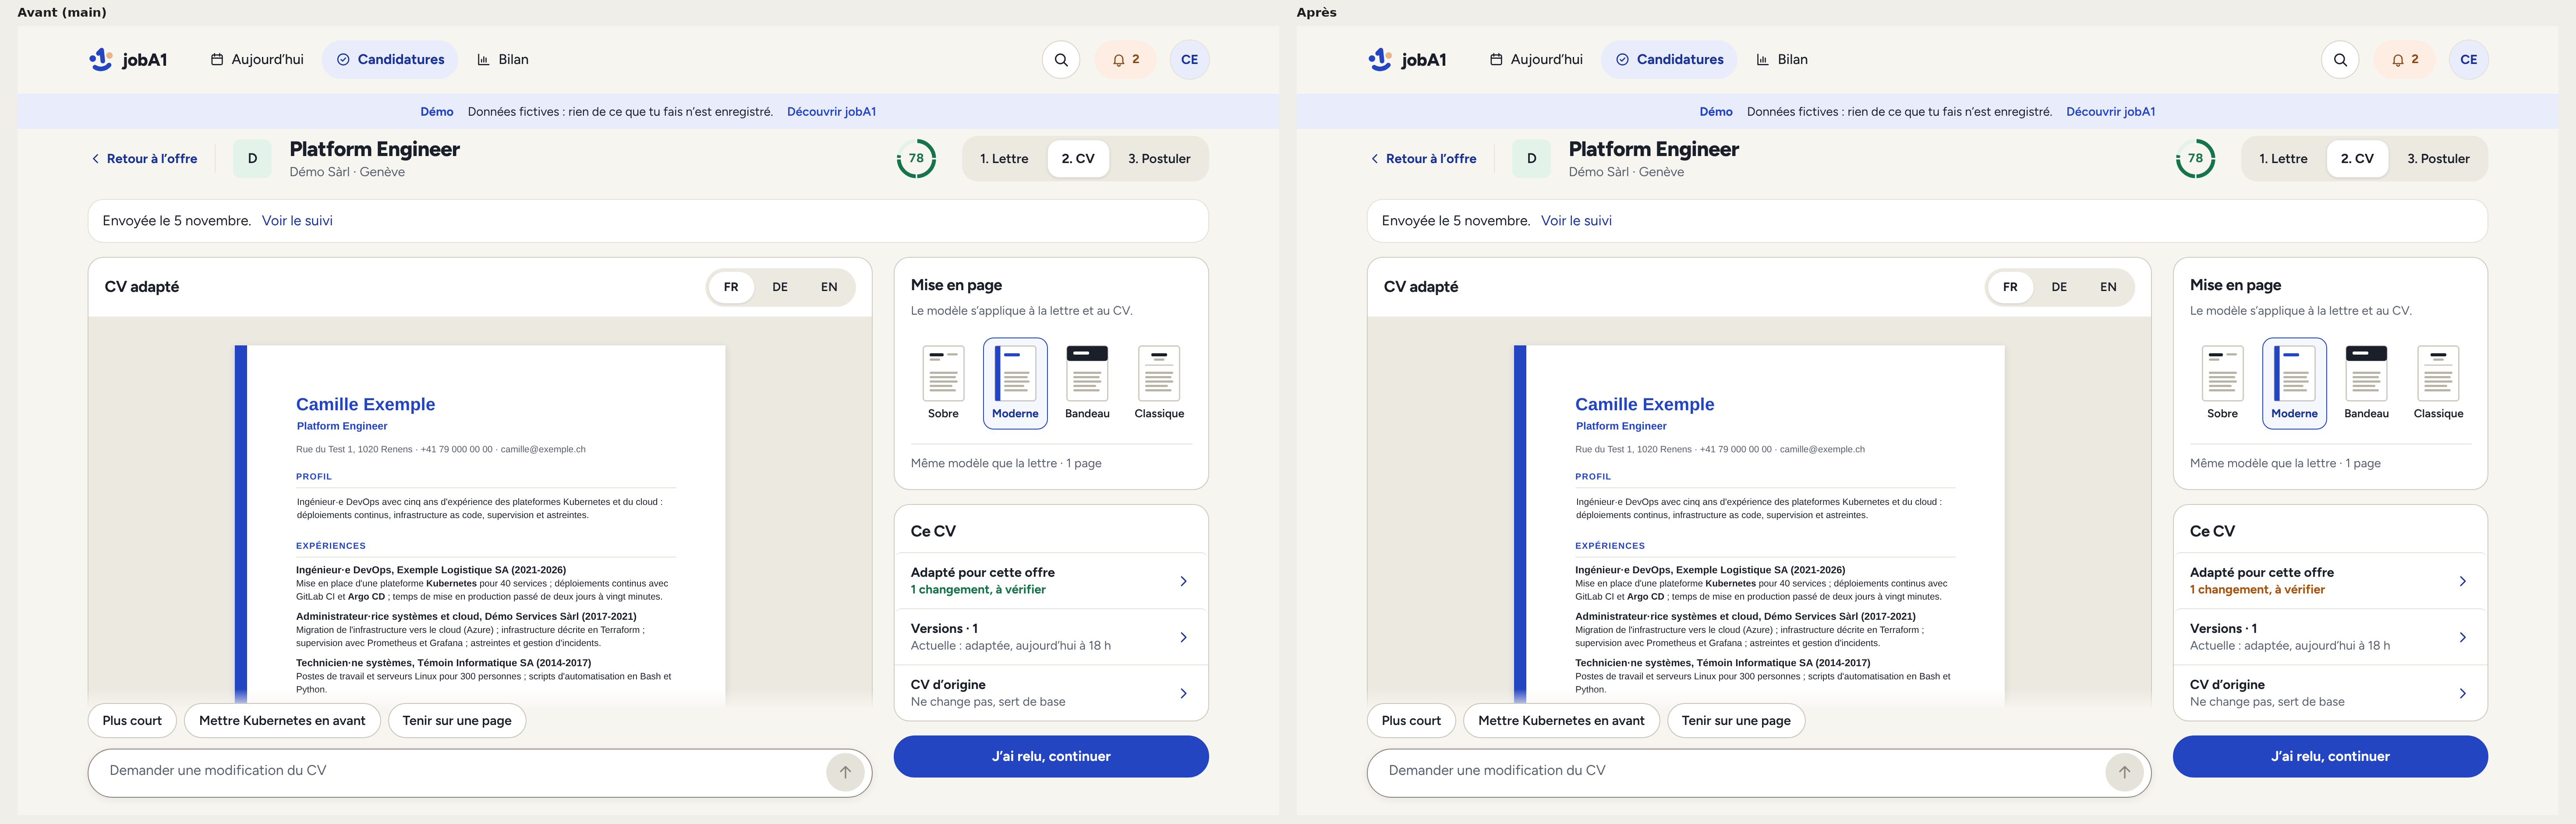 Avant (main)
jobA1
Aujourd’hui
Candidatures
Bilan
2
CE
Démo Données fictives : rien de ce que tu fais n’est enregistré. Découvrir jobA1
Retour à l’offre
D
Platform Engineer
Démo Sàrl · Genève
78
1. Lettre
2. CV
3. Postuler
Envoyée le 5 novembre. Voir le suivi
CV adapté
FR
DE
EN
Camille Exemple
Platform Engineer
Rue du Test 1, 1020 Renens · +41 79 000 00 00 · camille@exemple.ch
PROFIL
Ingénieur·e DevOps avec cinq ans d'expérience des plateformes Kubernetes et du cloud :
déploiements continus, infrastructure as code, supervision et astreintes.
EXPÉRIENCES
Ingénieur·e DevOps, Exemple Logistique SA (2021-2026)
Mise en place d'une plateforme Kubernetes pour 40 services ; déploiements continus avec
GitLab CI et Argo CD ; temps de mise en production passé de deux jours à vingt minutes.
Administrateur·rice systèmes et cloud, Démo Services Sàrl (2017-2021)
Migration de l'infrastructure vers le cloud (Azure) ; infrastructure décrite en Terraform ;
supervision avec Prometheus et Grafana ; astreintes et gestion d'incidents.
Technicien·ne systèmes, Témoin Informatique SA (2014-2017)
Postes de travail et serveurs Linux pour 300 personnes ; scripts d'automatisation en Bash et
Python.
Plus court
Mettre Kubernetes en avant
Tenir sur une page
Demander une modification du CV
Mise en page
Le modèle s’applique à la lettre et au CV.
Sobre
Moderne
Bandeau
Classique
Même modèle que la lettre · 1 page
Ce CV
Adapté pour cette offre
1 changement, à vérifier
Versions · 1
Actuelle : adaptée, aujourd’hui à 18 h
CV d’origine
Ne change pas, sert de base
J’ai relu, continuer
Après
jobA1
Aujourd’hui
Candidatures
Bilan
2
CE
Démo Données fictives : rien de ce que tu fais n’est enregistré. Découvrir jobA1
Retour à l’offre
D
Platform Engineer
Démo Sàrl · Genève
78
1. Lettre
2. CV
3. Postuler
Envoyée le 5 novembre. Voir le suivi
CV adapté
FR
DE
EN
Camille Exemple
Platform Engineer
Rue du Test 1, 1020 Renens · +41 79 000 00 00 · camille@exemple.ch
PROFIL
Ingénieur·e DevOps avec cinq ans d'expérience des plateformes Kubernetes et du cloud :
déploiements continus, infrastructure as code, supervision et astreintes.
EXPÉRIENCES
Ingénieur·e DevOps, Exemple Logistique SA (2021-2026)
Mise en place d'une plateforme Kubernetes pour 40 services ; déploiements continus avec
GitLab CI et Argo CD ; temps de mise en production passé de deux jours à vingt minutes.
Administrateur·rice systèmes et cloud, Démo Services Sàrl (2017-2021)
Migration de l'infrastructure vers le cloud (Azure) ; infrastructure décrite en Terraform ;
supervision avec Prometheus et Grafana ; astreintes et gestion d'incidents.
Technicien·ne systèmes, Témoin Informatique SA (2014-2017)
Postes de travail et serveurs Linux pour 300 personnes ; scripts d'automatisation en Bash et
Python.
Plus court
Mettre Kubernetes en avant
Tenir sur une page
Demander une modification du CV
Mise en page
Le modèle s’applique à la lettre et au CV.
Sobre
Moderne
Bandeau
Classique
Même modèle que la lettre · 1 page
Ce CV
Adapté pour cette offre
1 changement, à vérifier
Versions · 1
Actuelle : adaptée, aujourd’hui à 18 h
CV d’origine
Ne change pas, sert de base
J’ai relu, continuer